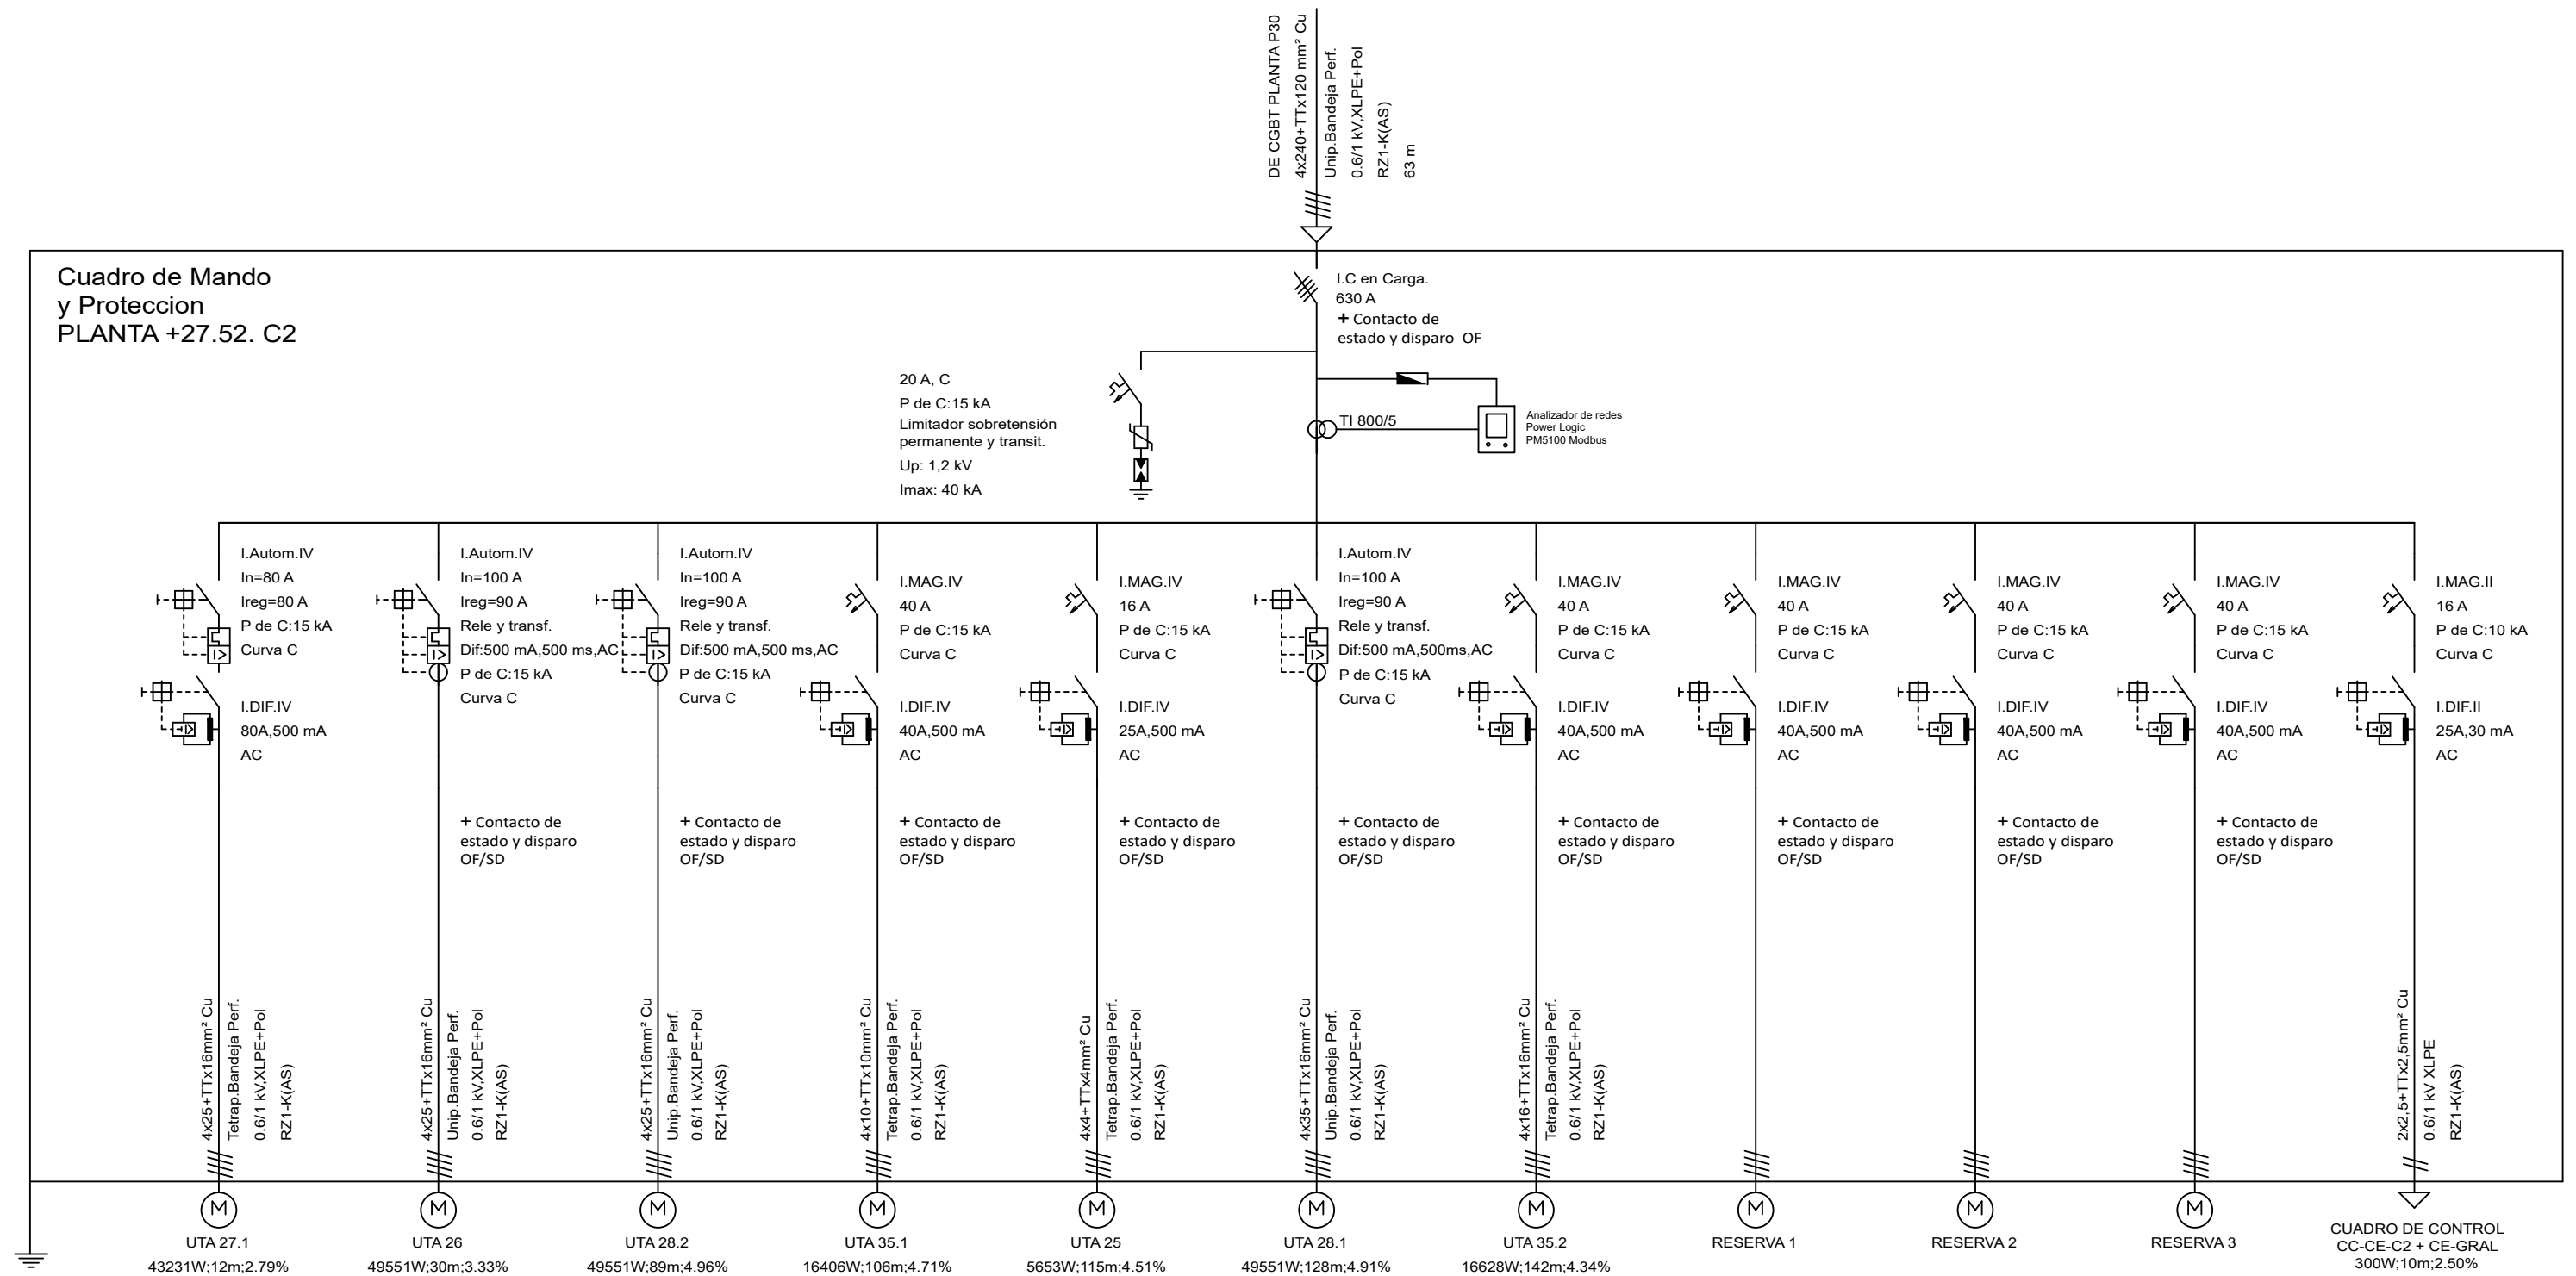 DE CGBT PLANTA P30
4x240+TTx120 mm² Cu
Unip.Bandeja Perf.
0.6/1 kV,XLPE+Pol
RZ1-K(AS)
63 m
Cuadro de Mando
y Proteccion
PLANTA +27.52. C2
I.C en Carga.
630 A
+ Contacto de
estado y disparo OF
20 A, C
P de C:15 kA
Limitador sobretensión
permanente y transit.
Up: 1,2 kV
Imax: 40 kA
TI 800/5
Analizador de redes
Power Logic
PM5100 Modbus
I.Autom.IV
In=80 A
Ireg=80 A
P de C:15 kA
Curva C
I.DIF.IV
80A,500 mA
AC
4x25+TTx16mm² Cu
Tetrap.Bandeja Perf.
0.6/1 kV,XLPE+Pol
RZ1-K(AS)
M
UTA 27.1
43231W;12m;2.79%
I.Autom.IV
In=100 A
Ireg=90 A
Rele y transf.
Dif:500 mA,500 ms,AC
P de C:15 kA
Curva C
+ Contacto de
estado y disparo
OF/SD
4x25+TTx16mm² Cu
Unip.Bandeja Perf.
0.6/1 kV,XLPE+Pol
RZ1-K(AS)
M
UTA 26
49551W;30m;3.33%
I.Autom.IV
In=100 A
Ireg=90 A
Rele y transf.
Dif:500 mA,500 ms,AC
P de C:15 kA
Curva C
+ Contacto de
estado y disparo
OF/SD
4x25+TTx16mm² Cu
Unip.Bandeja Perf.
0.6/1 kV,XLPE+Pol
RZ1-K(AS)
M
UTA 28.2
49551W;89m;4.96%
I.MAG.IV
40 A
P de C:15 kA
Curva C
I.DIF.IV
40A,500 mA
AC
+ Contacto de
estado y disparo
OF/SD
4x10+TTx10mm² Cu
Tetrap.Bandeja Perf.
0.6/1 kV,XLPE+Pol
RZ1-K(AS)
M
UTA 35.1
16406W;106m;4.71%
I.MAG.IV
16 A
P de C:15 kA
Curva C
I.DIF.IV
25A,500 mA
AC
+ Contacto de
estado y disparo
OF/SD
4x4+TTx4mm² Cu
Tetrap.Bandeja Perf.
0.6/1 kV,XLPE+Pol
RZ1-K(AS)
M
UTA 25
5653W;115m;4.51%
I.Autom.IV
In=100 A
Ireg=90 A
Rele y transf.
Dif:500 mA,500ms,AC
P de C:15 kA
Curva C
+ Contacto de
estado y disparo
OF/SD
4x35+TTx16mm² Cu
Unip.Bandeja Perf.
0.6/1 kV,XLPE+Pol
RZ1-K(AS)
M
UTA 28.1
49551W;128m;4.91%
I.MAG.IV
40 A
P de C:15 kA
Curva C
I.DIF.IV
40A,500 mA
AC
+ Contacto de
estado y disparo
OF/SD
4x16+TTx16mm² Cu
Tetrap.Bandeja Perf.
0.6/1 kV,XLPE+Pol
RZ1-K(AS)
M
UTA 35.2
16628W;142m;4.34%
I.MAG.IV
40 A
P de C:15 kA
Curva C
I.DIF.IV
40A,500 mA
AC
+ Contacto de
estado y disparo
OF/SD
M
RESERVA 1
I.MAG.IV
40 A
P de C:15 kA
Curva C
I.DIF.IV
40A,500 mA
AC
+ Contacto de
estado y disparo
OF/SD
M
RESERVA 2
I.MAG.IV
40 A
P de C:15 kA
Curva C
I.DIF.IV
40A,500 mA
AC
+ Contacto de
estado y disparo
OF/SD
M
RESERVA 3
I.MAG.II
16 A
P de C:10 kA
Curva C
I.DIF.II
25A,30 mA
AC
2x2,5+TTx2,5mm² Cu
0.6/1 kV XLPE
RZ1-K(AS)
CUADRO DE CONTROL
CC-CE-C2 + CE-GRAL
300W;10m;2.50%